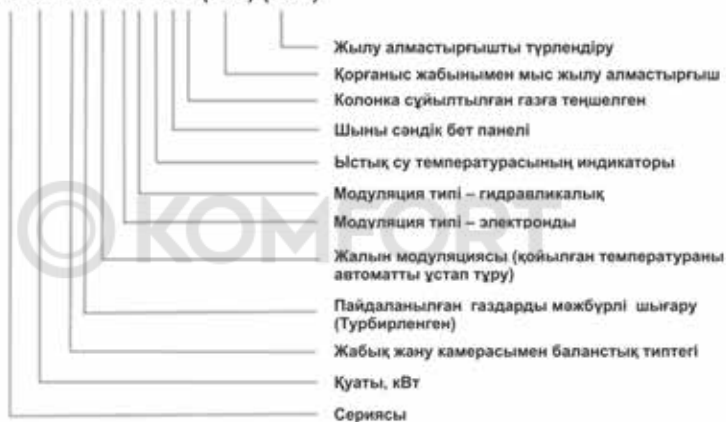 Жылу алмастырғышты түрлендіру
Қорғаныс жабынымен мыс жылу алмастырғыш
Колонка сұйылтылған газға теңшелген
Шыны сәндік бет панелі
Ыстық су температурасының индикаторы
Модуляция типі – гидравликалық
Модуляция типі – электронды
Жалын модуляциясы (қойылған температураны
автоматты ұстап тұру)
Пайдаланылған газдарды мәжбүрлі шығару
(Турбирленген)
Жабық жану камерасымен баланстық типтегі
Қуаты, кВт
Сериясы
KOMFORT